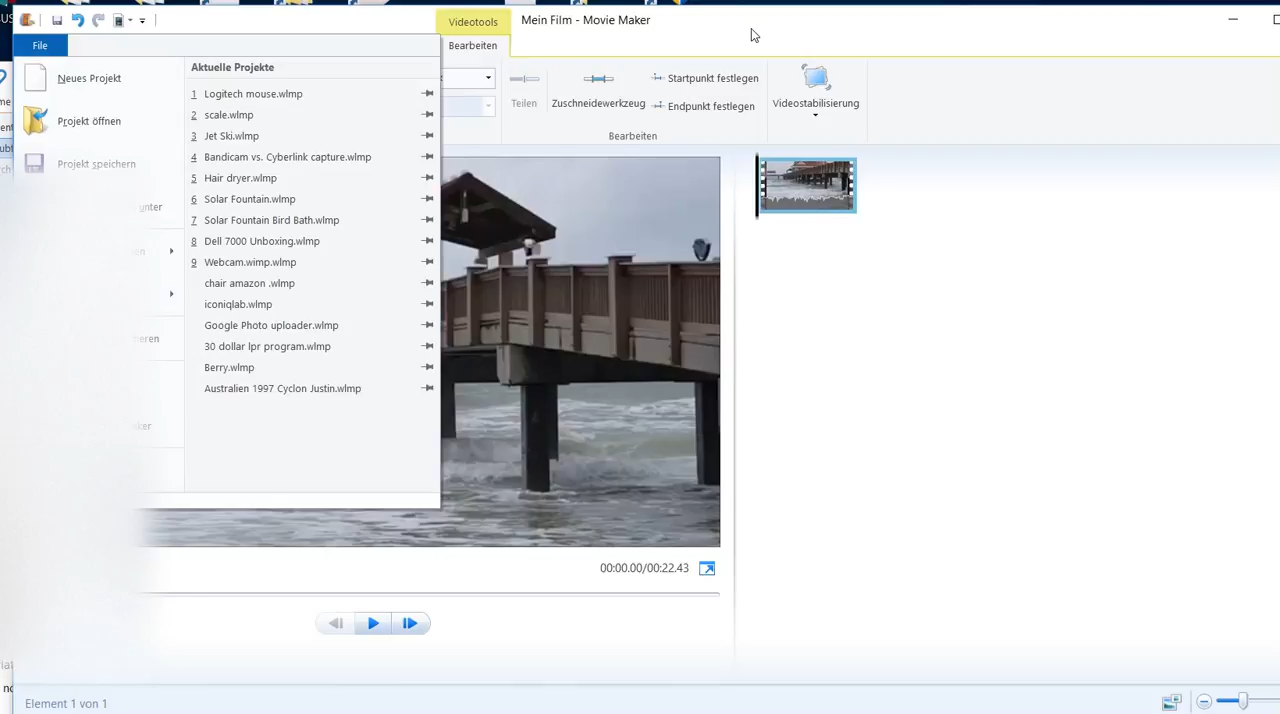 Videotools
Mein Film - Movie Maker
File
Bearbeiten
Neues Projekt
Projekt öffnen
Projekt speichern
Aktuelle Projekte
1 Logitech mouse.wlmp
2 scale.wlmp
3 Jet Ski.wlmp
4 Bandicam vs. Cyberlink capture.wlmp
5 Hair dryer.wlmp
6 Solar Fountain.wlmp
7 Solar Fountain Bird Bath.wlmp
8 Dell 7000 Unboxing.wlmp
9 Webcam.wimp.wlmp
chair amazon .wlmp
iconiqlab.wlmp
Google Photo uploader.wlmp
30 dollar lpr program.wlmp
Berry.wlmp
Australien 1997 Cyclon Justin.wlmp
Teilen
Zuschneidewerkzeug
Startpunkt festlegen
Endpunkt festlegen
Bearbeiten
Videostabilisierung
00:00.00/00:22.43
Element 1 von 1